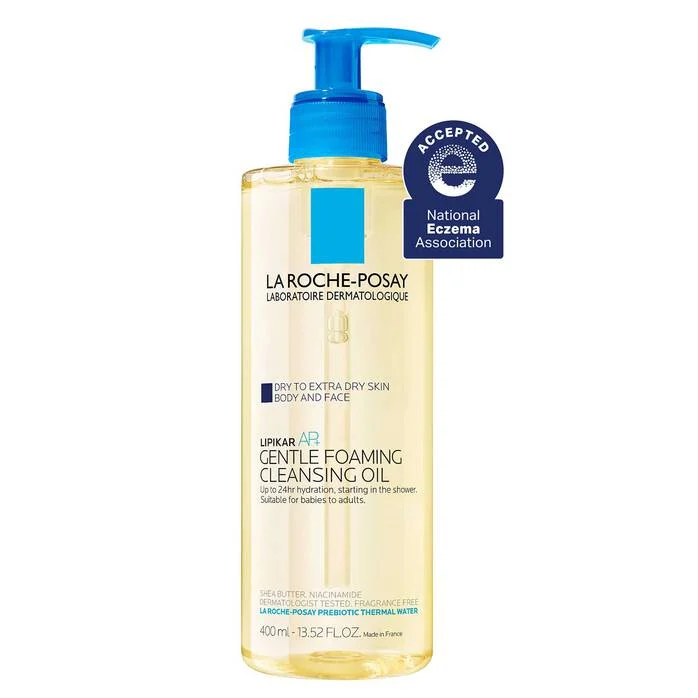 ACCEPTED
e
National
Eczema
Association
LA ROCHE-POSAY
LABORATOIRE DERMATOLOGIQUE
DRY TO EXTRA DRY SKIN
BODY AND FACE
LIPIKAR AP+
GENTLE FOAMING
CLEANSING OIL
Up to 24hr hydration, starting in the shower.
Suitable for babies to adults.
SHEA BUTTER, NIACINAMIDE
DERMATOLOGIST TESTED, FRAGRANCE FREE
LA ROCHE-POSAY PREBIOTIC THERMAL WATER
400 ml - 13.52 FL.OZ. Made in France